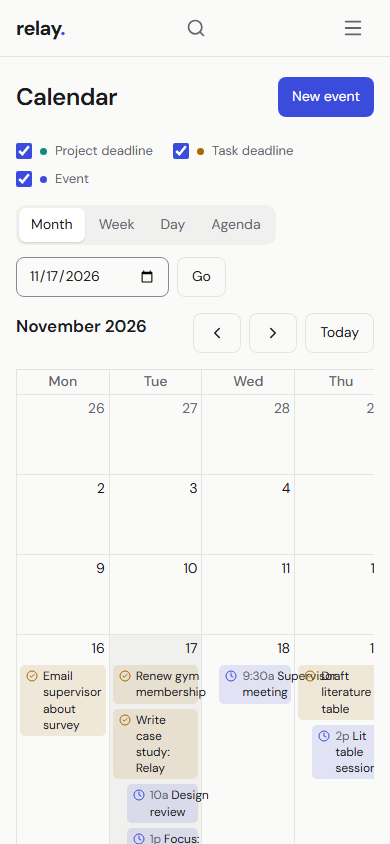 relay.
Calendar
New event
Project deadline
Task deadline
Event
Month
Week
Day
Agenda
11/17/2026
Go
November 2026
Today
Mon
Tue
Wed
Thu
26
27
28
2
3
4
9
10
11
16
17
18
Email
supervisor
about
survey
Renew gym
membership
Write
case
study:
Relay
10a Design
review
1p Focus:
9:30a Supervisor
meeting
Draft
literature
table
2p Lit
table
session